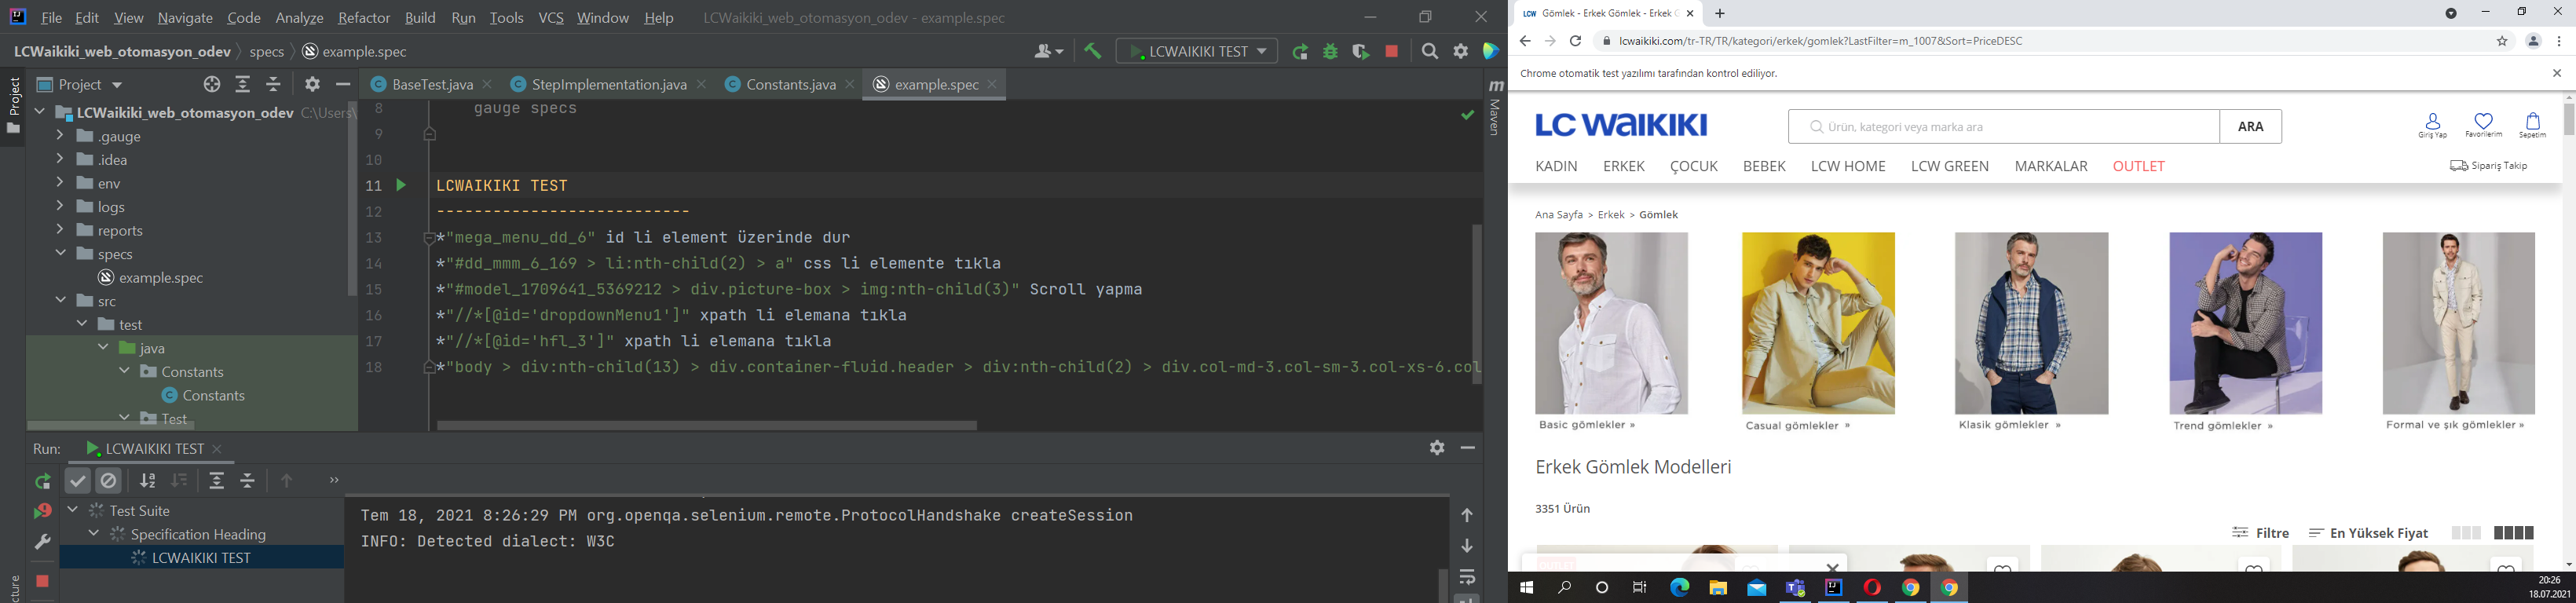 File Edit View Navigate Code Analyze Refactor Build Run Tools VCS Window Help LCWaikiki_web_otomasyon_odev - example.spec
LCWaikiki_web_otomasyon_odev specs example.spec
LCWAIKIKI TEST
Project
Project
LCWaikiki_web_otomasyon_odev C:\Users\
.gauge
.idea
env
logs
reports
specs
example.spec
src
test
java
Constants
Constants
Test
BaseTest.java StepImplementation.java Constants.java example.spec
Maven
8 gauge specs
9
10
11 LCWAIKIKI TEST
12 ---------------------------
13 *"mega_menu_dd_6" id li element üzerinde dur
14 *"#dd_mmm_6_169 > li:nth-child(2) > a" css li elemente tıkla
15 *"#model_1709641_5369212 > div.picture-box > img:nth-child(3)" Scroll yapma
16 *"//*[@id='dropdownMenu1']" xpath li elemana tıkla
17 *"//*[@id='hfl_3']" xpath li elemana tıkla
18 *"body > div:nth-child(13) > div.container-fluid.header > div:nth-child(2) > div.col-md-3.col-sm-3.col-xs-6.col
Run: LCWAIKIKI TEST
Test Suite
Specification Heading
LCWAIKIKI TEST
cture
Tem 18, 2021 8:26:29 PM org.openqa.selenium.remote.ProtocolHandshake createSession
INFO: Detected dialect: W3C
LCW Gömlek - Erkek Gömlek - Erkek G
lcwaikiki.com/tr-TR/TR/kategori/erkek/gomlek?LastFilter=m_1007&Sort=PriceDESC
Chrome otomatik test yazılımı tarafından kontrol ediliyor.
LC WAIKIKI
Ürün, kategori veya marka ara ARA
Giriş Yap Favorilerim Sepetim
KADIN ERKEK ÇOCUK BEBEK LCW HOME LCW GREEN MARKALAR OUTLET
Sipariş Takip
Ana Sayfa > Erkek > Gömlek
Basic gömlekler » Casual gömlekler » Klasik gömlekler » Trend gömlekler » Formal ve şık gömlekler »
Erkek Gömlek Modelleri
3351 Ürün
Filtre En Yüksek Fiyat
20:26
18.07.2021